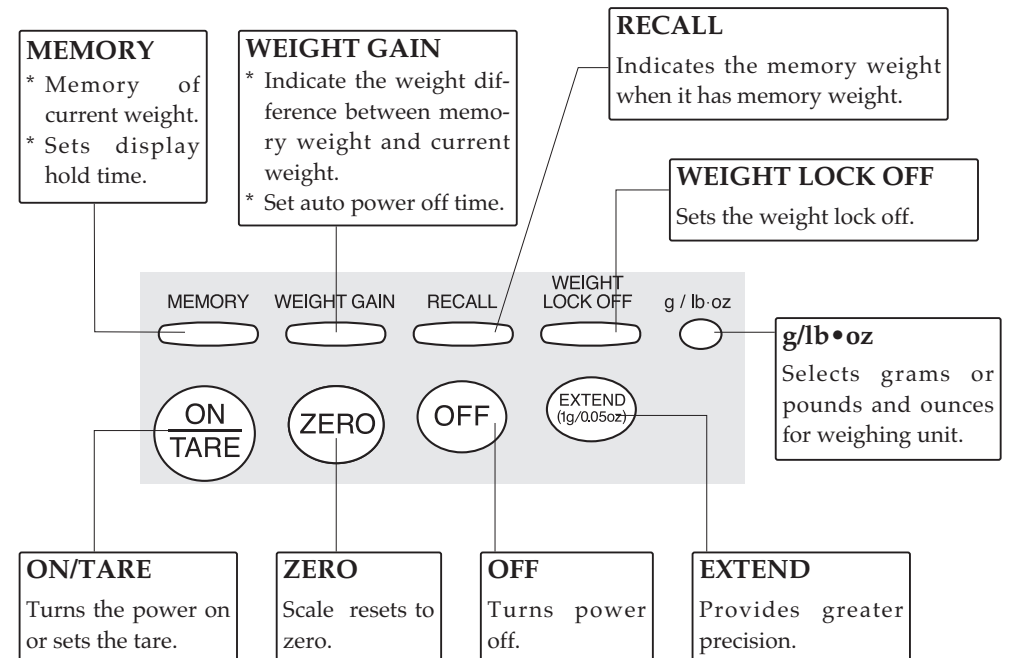 MEMORY
* Memory of
current weight.
* Sets display
hold time.
WEIGHT GAIN
* Indicate the weight dif-
ference between memo-
ry weight and current
weight.
* Set auto power off time.
RECALL
Indicates the memory weight
when it has memory weight.
WEIGHT LOCK OFF
Sets the weight lock off.
MEMORY
WEIGHT GAIN
RECALL
WEIGHT
LOCK OFF
g / lb·oz
g/lb•oz
Selects grams or
pounds and ounces
for weighing unit.
ON
TARE
ZERO
OFF
EXTEND
(1g/0.05oz)
ON/TARE
Turns the power on
or sets the tare.
ZERO
Scale resets to
zero.
OFF
Turns power
off.
EXTEND
Provides greater
precision.